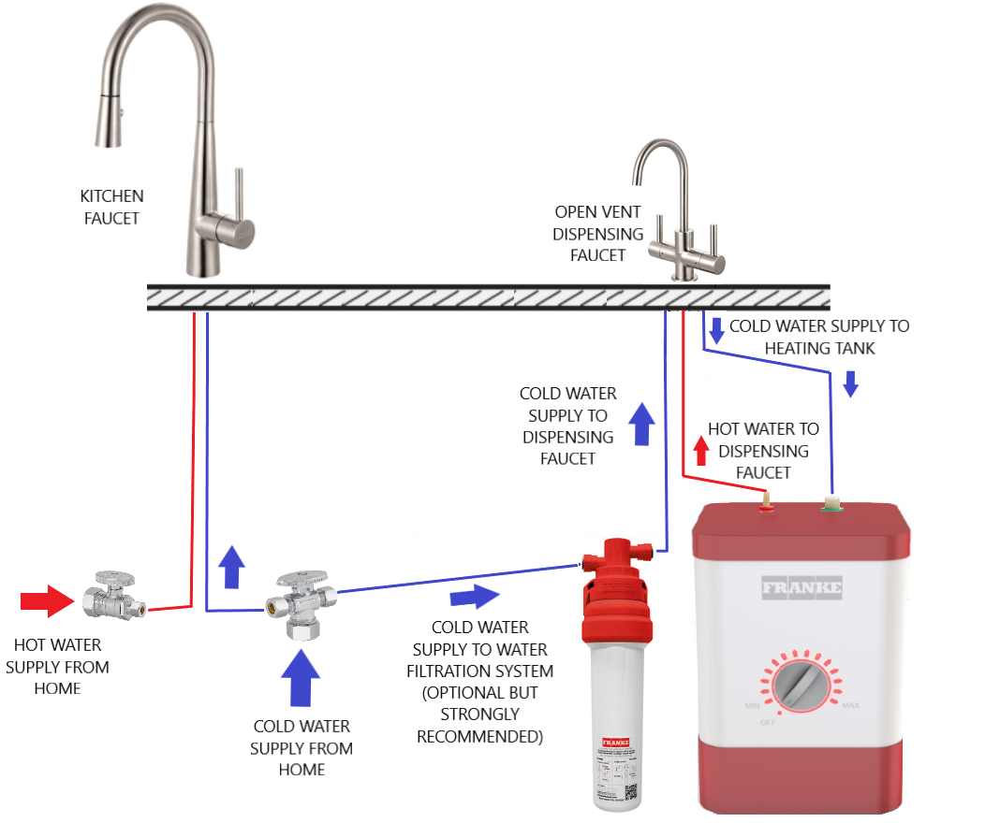 KITCHEN
FAUCET
OPEN VENT
DISPENSING
FAUCET
COLD WATER SUPPLY TO
HEATING TANK
COLD WATER
SUPPLY TO
DISPENSING
FAUCET
HOT WATER TO
DISPENSING
FAUCET
HOT WATER
SUPPLY FROM
HOME
COLD WATER
SUPPLY FROM
HOME
COLD WATER
SUPPLY TO WATER
FILTRATION SYSTEM
(OPTIONAL BUT
STRONGLY
RECOMMENDED)
FRANKE
FRANKE
MIN
MAX
OFF